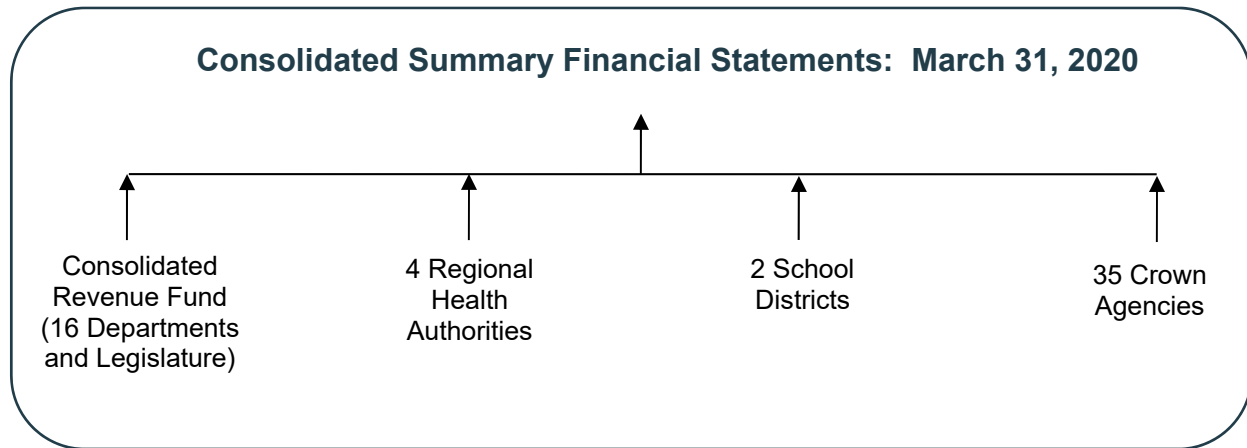 Consolidated Summary Financial Statements: March 31, 2020
Consolidated
Revenue Fund
(16 Departments
and Legislature)
4 Regional
Health
Authorities
2 School
Districts
35 Crown
Agencies